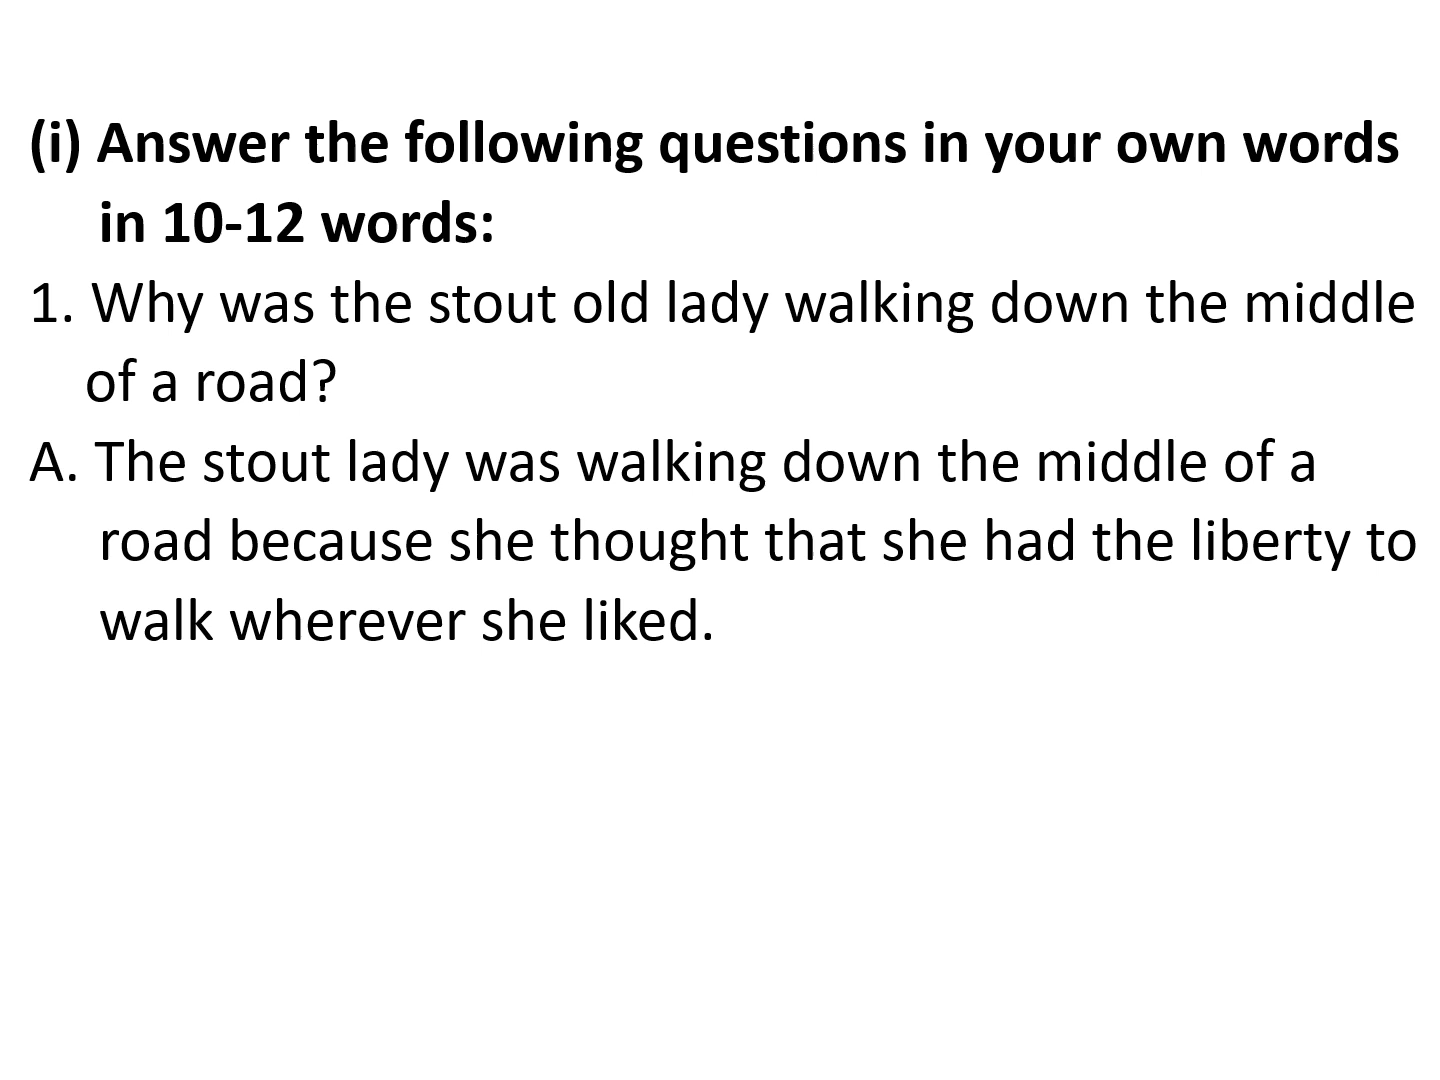 (i) Answer the following questions in your own words
in 10-12 words:
1. Why was the stout old lady walking down the middle
of a road?
A. The stout lady was walking down the middle of a
road because she thought that she had the liberty to
walk wherever she liked.